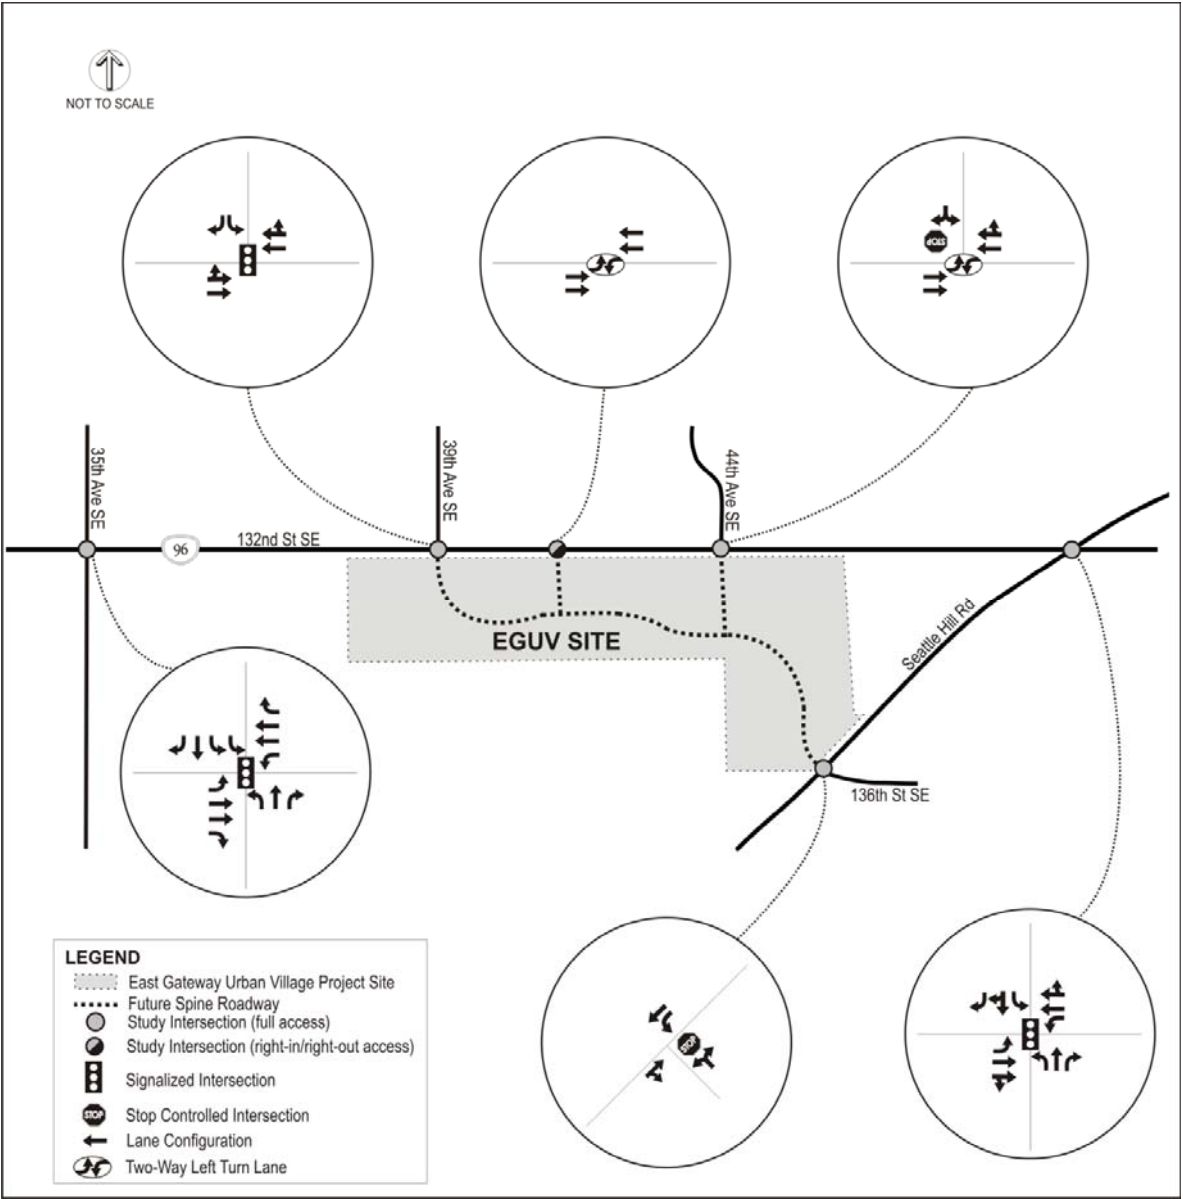 NOT TO SCALE
STOP
35th Ave SE
39th Ave SE
44th Ave SE
96
132nd St SE
EGUV SITE
Seattle Hill Rd
136th St SE
STOP
LEGEND
East Gateway Urban Village Project Site
Future Spine Roadway
Study Intersection (full access)
Study Intersection (right-in/right-out access)
Signalized Intersection
STOP
Stop Controlled Intersection
Lane Configuration
Two-Way Left Turn Lane